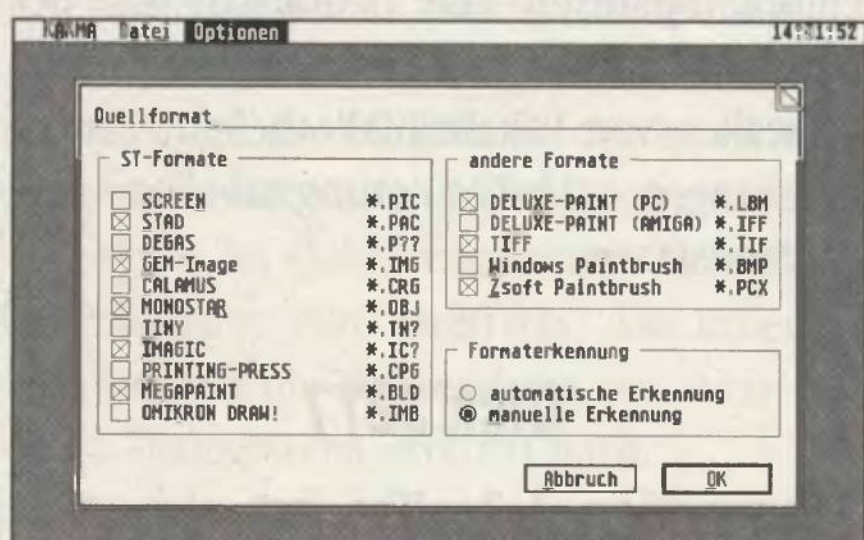 KAKMA Datei Optionen 14:41:52
Quellformat
ST-Formate
SCREEN *.PIC
STAD *.PAC
DEGAS *.P??
GEM-Image *.IMG
CALAMUS *.CRG
MONOSTAR *.OBJ
TINY *.TN?
IMAGIC *.IC?
PRINTING-PRESS *.CPG
MEGAPAINT *.BLD
OMIKRON DRAW! *.IMB
andere Formate
DELUXE-PAINT (PC) *.LBM
DELUXE-PAINT (AMIGA) *.IFF
TIFF *.TIF
Windows Paintbrush *.BMP
Zsoft Paintbrush *.PCX
Formaterkennung
automatische Erkennung
manuelle Erkennung
Abbruch OK